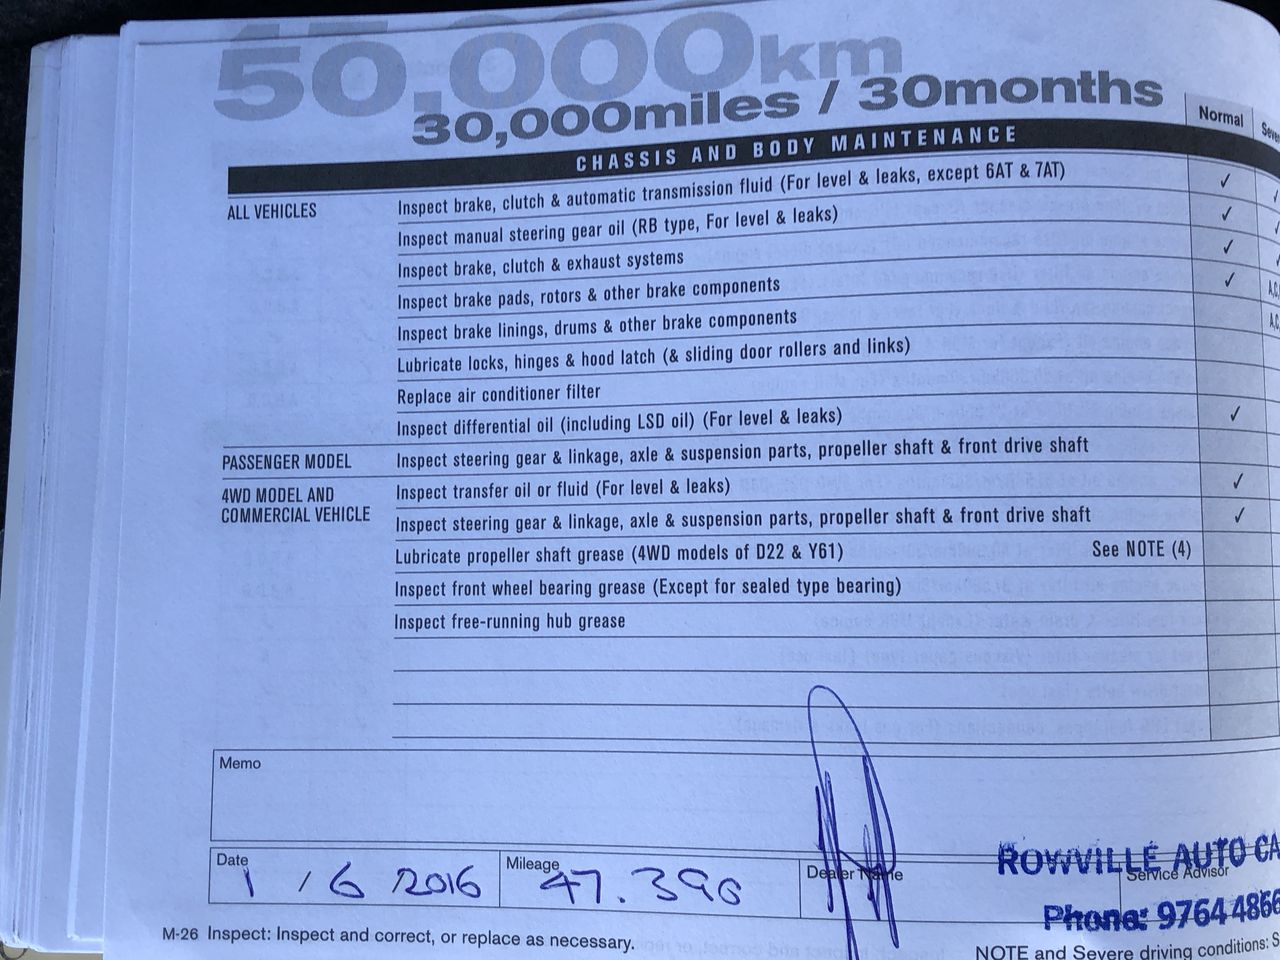 50,000km
30,000miles / 30months
Normal
CHASSIS AND BODY MAINTENANCE
ALL VEHICLES Inspect brake, clutch & automatic transmission fluid (For level & leaks, except 6AT & 7AT) ✓
Inspect manual steering gear oil (RB type, For level & leaks) ✓
Inspect brake, clutch & exhaust systems ✓
Inspect brake pads, rotors & other brake components ✓
Inspect brake linings, drums & other brake components
Lubricate locks, hinges & hood latch (& sliding door rollers and links)
Replace air conditioner filter
Inspect differential oil (including LSD oil) (For level & leaks) ✓
PASSENGER MODEL Inspect steering gear & linkage, axle & suspension parts, propeller shaft & front drive shaft
4WD MODEL AND COMMERCIAL VEHICLE Inspect transfer oil or fluid (For level & leaks) ✓
Inspect steering gear & linkage, axle & suspension parts, propeller shaft & front drive shaft ✓
Lubricate propeller shaft grease (4WD models of D22 & Y61) See NOTE (4)
Inspect front wheel bearing grease (Except for sealed type bearing)
Inspect free-running hub grease
Memo
Date 1 / 6 / 2016
Mileage 47.396
Dealer Name
ROWVILLE AUTO CA
Service Advisor
Phone: 9764 4866
M-26 Inspect: Inspect and correct, or replace as necessary.
NOTE and Severe driving conditions: S